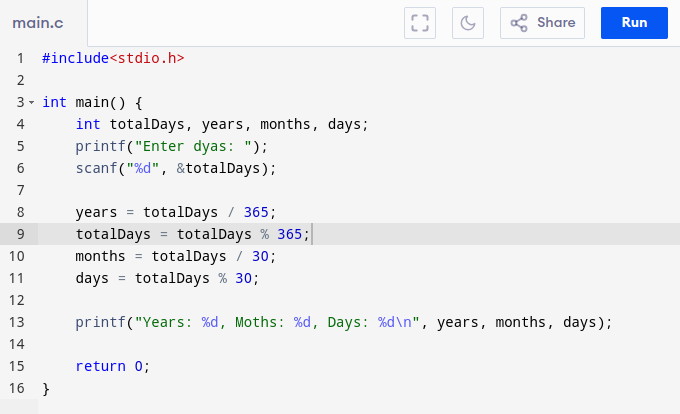 main.c
Share
Run
1 #include<stdio.h>
2
3 int main() {
4     int totalDays, years, months, days;
5     printf("Enter dyas: ");
6     scanf("%d", &totalDays);
7
8     years = totalDays / 365;
9     totalDays = totalDays % 365;
10     months = totalDays / 30;
11     days = totalDays % 30;
12
13     printf("Years: %d, Moths: %d, Days: %d\n", years, months, days);
14
15     return 0;
16 }